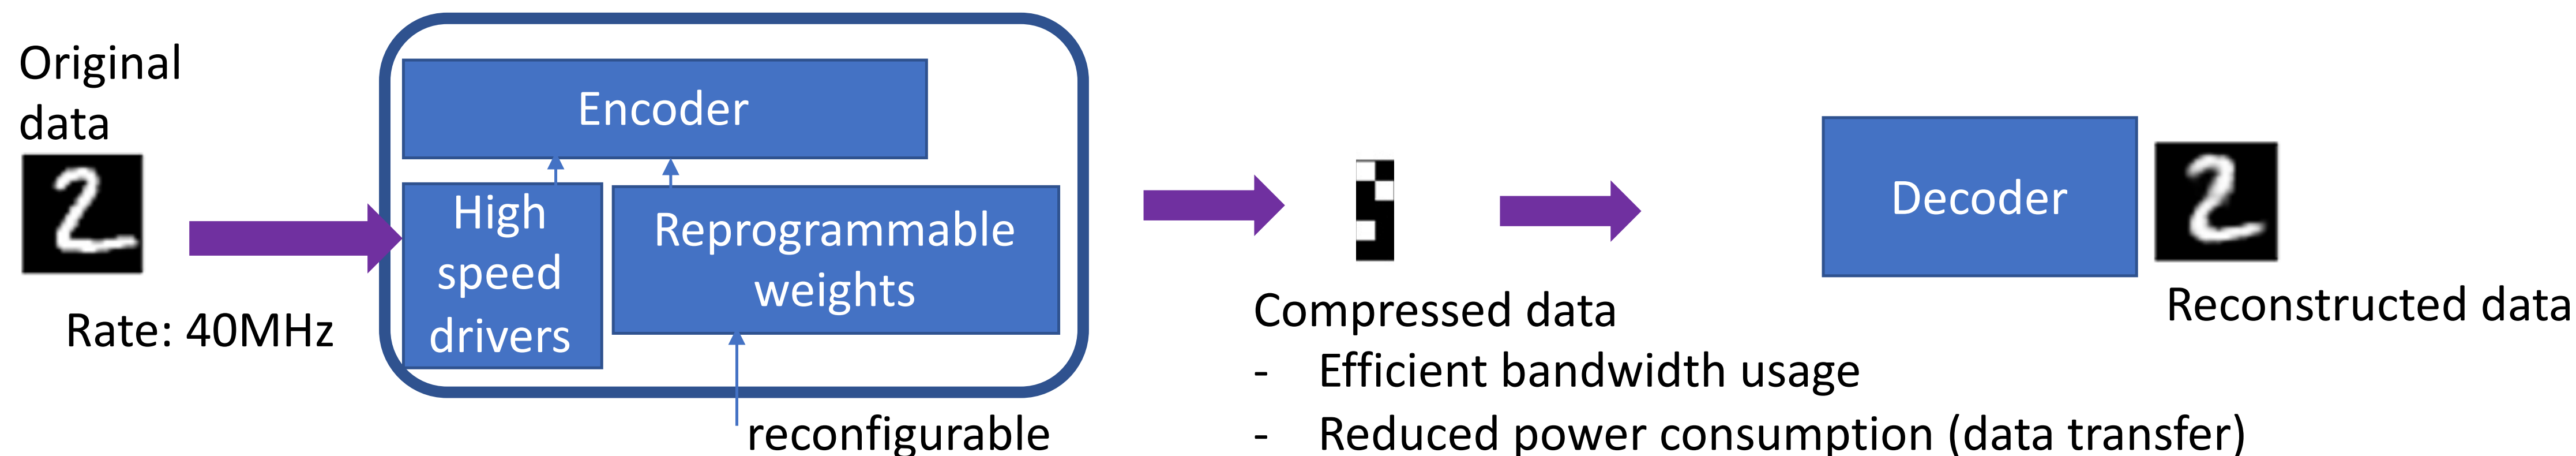 Original
data
Rate: 40MHz
Encoder
High
speed
drivers
Reprogrammable
weights
reconfigurable
Compressed data
- Efficient bandwidth usage
- Reduced power consumption (data transfer)
Decoder
Reconstructed data